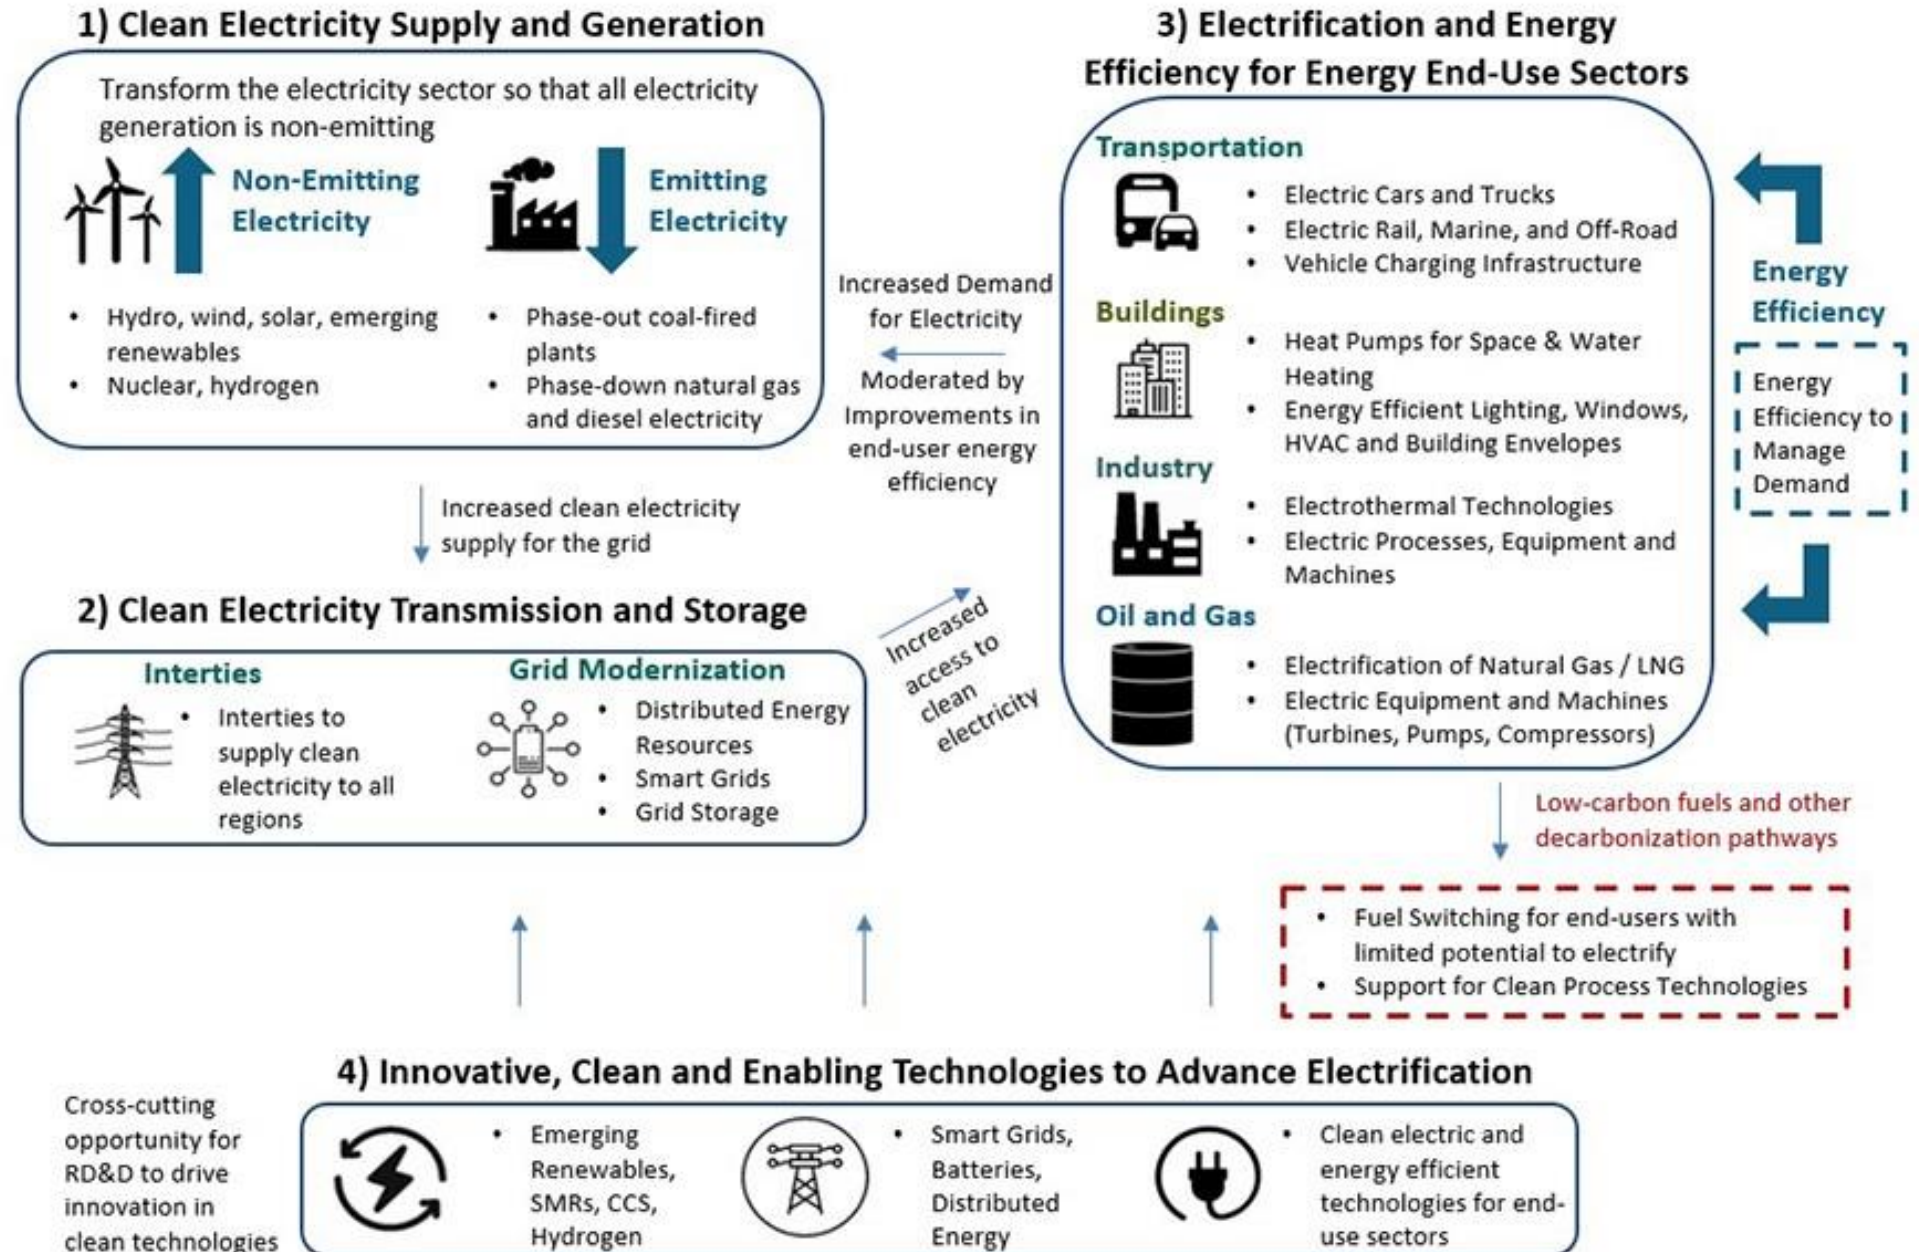 1) Clean Electricity Supply and Generation
Transform the electricity sector so that all electricity
generation is non-emitting
Non-Emitting
Electricity
• Hydro, wind, solar, emerging
renewables
• Nuclear, hydrogen
Emitting
Electricity
• Phase-out coal-fired
plants
• Phase-down natural gas
and diesel electricity
Increased clean electricity
supply for the grid
2) Clean Electricity Transmission and Storage
Interties
• Interties to
supply clean
electricity to all
regions
Grid Modernization
• Distributed Energy
Resources
• Smart Grids
• Grid Storage
Increased Demand
for Electricity
Moderated by
Improvements in
end-user energy
efficiency
Increased
access to
clean
electricity
3) Electrification and Energy
Efficiency for Energy End-Use Sectors
Transportation
• Electric Cars and Trucks
• Electric Rail, Marine, and Off-Road
• Vehicle Charging Infrastructure
Buildings
• Heat Pumps for Space & Water
Heating
• Energy Efficient Lighting, Windows,
HVAC and Building Envelopes
Industry
• Electrothermal Technologies
• Electric Processes, Equipment and
Machines
Oil and Gas
• Electrification of Natural Gas / LNG
• Electric Equipment and Machines
(Turbines, Pumps, Compressors)
Energy
Efficiency
Energy
Efficiency to
Manage
Demand
Low-carbon fuels and other
decarbonization pathways
• Fuel Switching for end-users with
limited potential to electrify
• Support for Clean Process Technologies
4) Innovative, Clean and Enabling Technologies to Advance Electrification
Cross-cutting
opportunity for
RD&D to drive
innovation in
clean technologies
• Emerging
Renewables,
SMRs, CCS,
Hydrogen
• Smart Grids,
Batteries,
Distributed
Energy
• Clean electric and
energy efficient
technologies for end-
use sectors